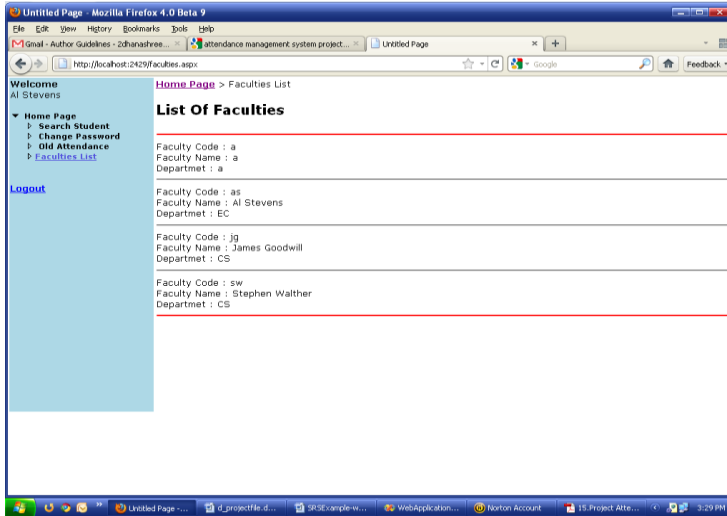 Untitled Page - Mozilla Firefox 4.0 Beta 9
File Edit View History Bookmarks Tools Help
Gmail - Author Guidelines - 2dhanashree...
attendance management system project...
Untitled Page
http://localhost:2429/faculties.aspx
Google
Feedback
Welcome
Al Stevens
Home Page
Search Student
Change Password
Old Attendance
Faculties List
Logout
Home Page > Faculties List
List Of Faculties
Faculty Code : a
Faculty Name : a
Departmet : a
Faculty Code : as
Faculty Name : Al Stevens
Departmet : EC
Faculty Code : jg
Faculty Name : James Goodwill
Departmet : CS
Faculty Code : sw
Faculty Name : Stephen Walther
Departmet : CS
Untitled Page -...
d_projectfile.d...
SRSExample-w...
WebApplication...
Norton Account
15.Project Atte...
3:29 PM